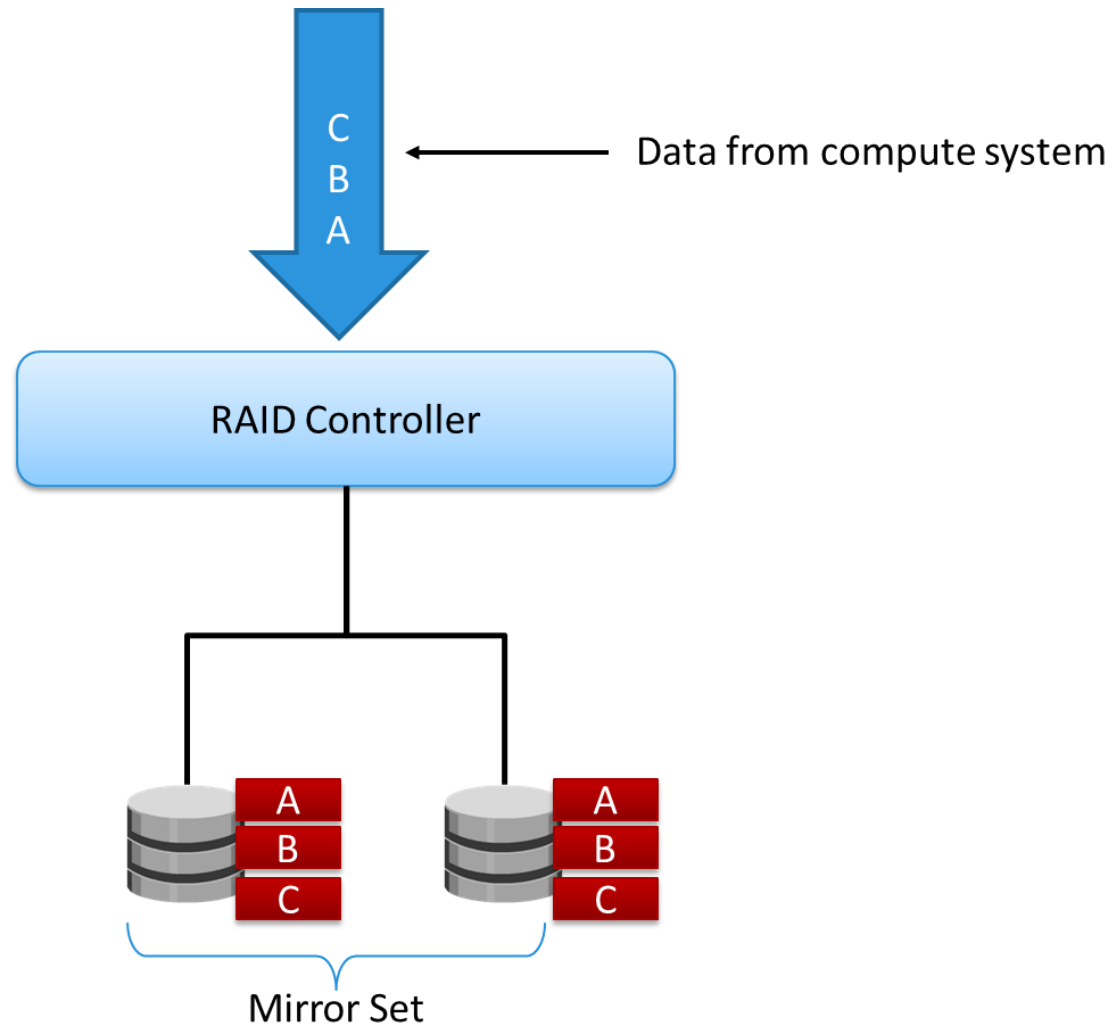 C
B
A
Data from compute system
RAID Controller
A
B
C
A
B
C
Mirror Set